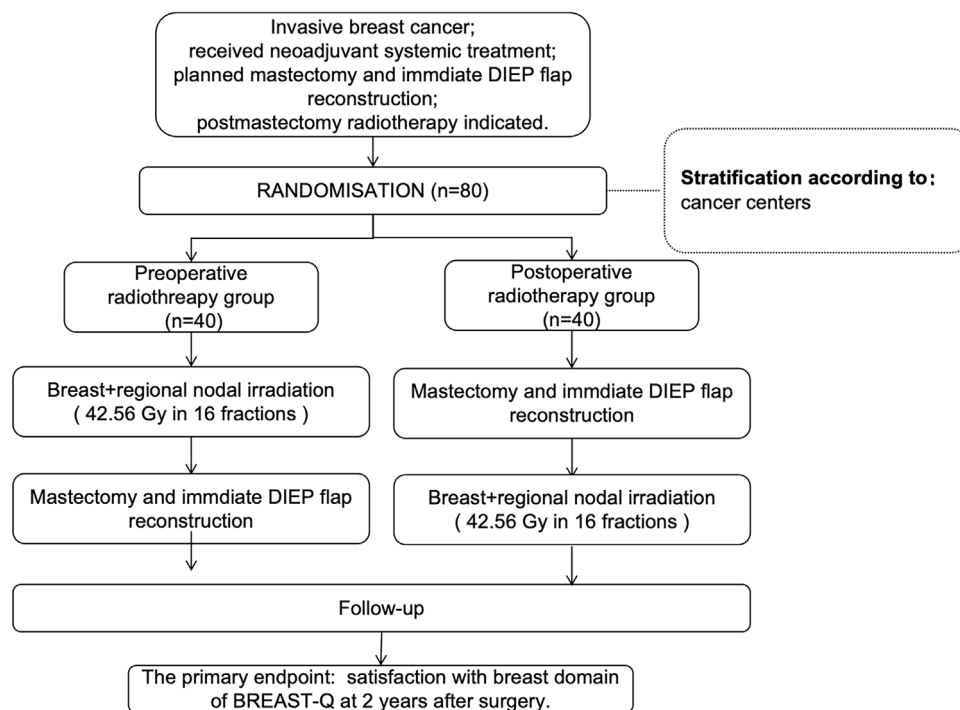 Invasive breast cancer;
received neoadjuvant systemic treatment;
planned mastectomy and immdiate DIEP flap
reconstruction;
postmastectomy radiotherapy indicated.
RANDOMISATION (n=80)
Stratification according to:
cancer centers
Preoperative
radiothreapy group
(n=40)
Postoperative
radiotherapy group
(n=40)
Breast+regional nodal irradiation
( 42.56 Gy in 16 fractions )
Mastectomy and immdiate DIEP flap
reconstruction
Mastectomy and immdiate DIEP flap
reconstruction
Breast+regional nodal irradiation
( 42.56 Gy in 16 fractions )
Follow-up
The primary endpoint: satisfaction with breast domain
of BREAST-Q at 2 years after surgery.